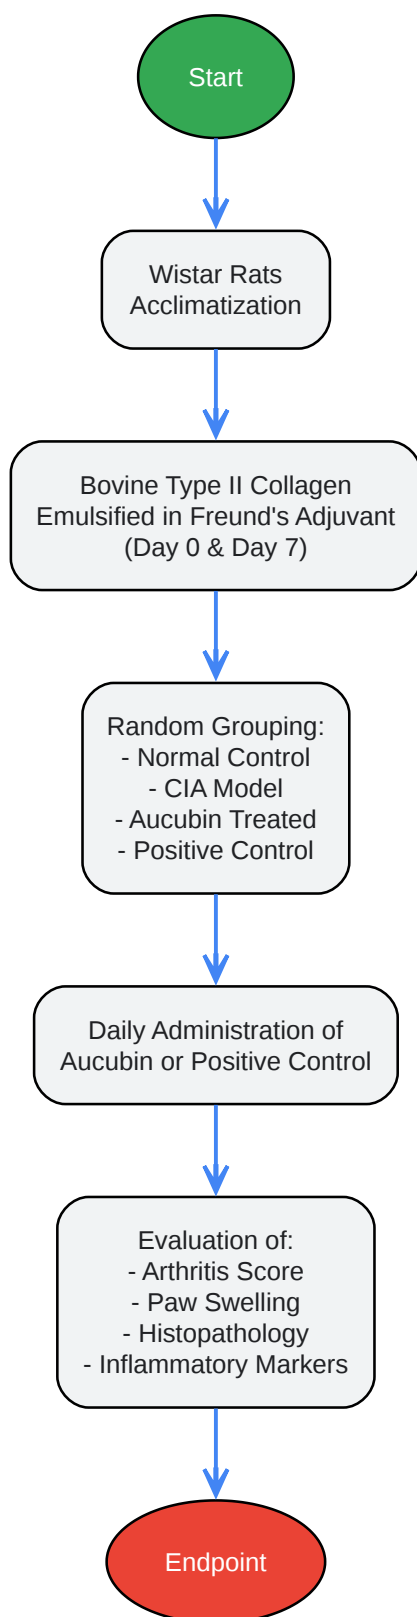 Start
Wistar Rats
Acclimatization
Bovine Type II Collagen
Emulsified in Freund's Adjuvant
(Day 0 & Day 7)
Random Grouping:
- Normal Control
- CIA Model
- Aucubin Treated
- Positive Control
Daily Administration of
Aucubin or Positive Control
Evaluation of:
- Arthritis Score
- Paw Swelling
- Histopathology
- Inflammatory Markers
Endpoint